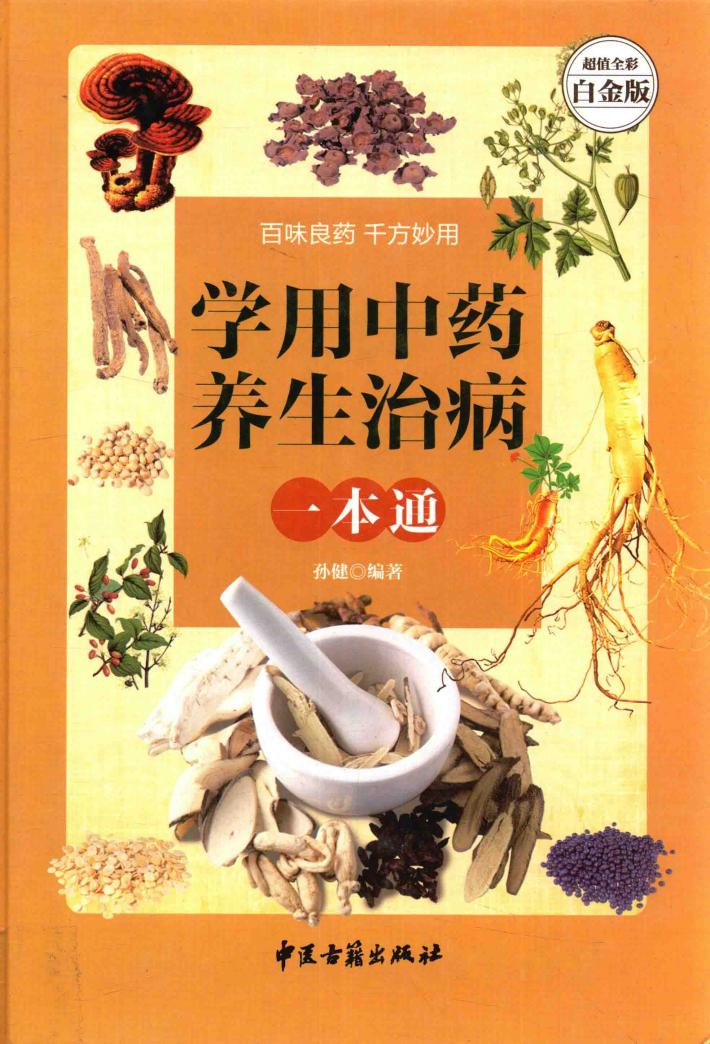 超值全彩
白金版
百味良药 千方妙用
学用中药
养生治病
一本通
孙健◎编著
中医古籍出版社